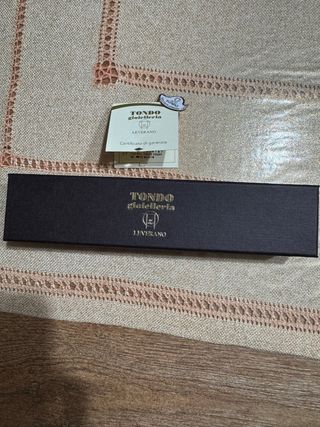 TONDO
gioielleria
LEVERANO
Certificato di garanzia
TONDO
gioielleria
LEVERANO